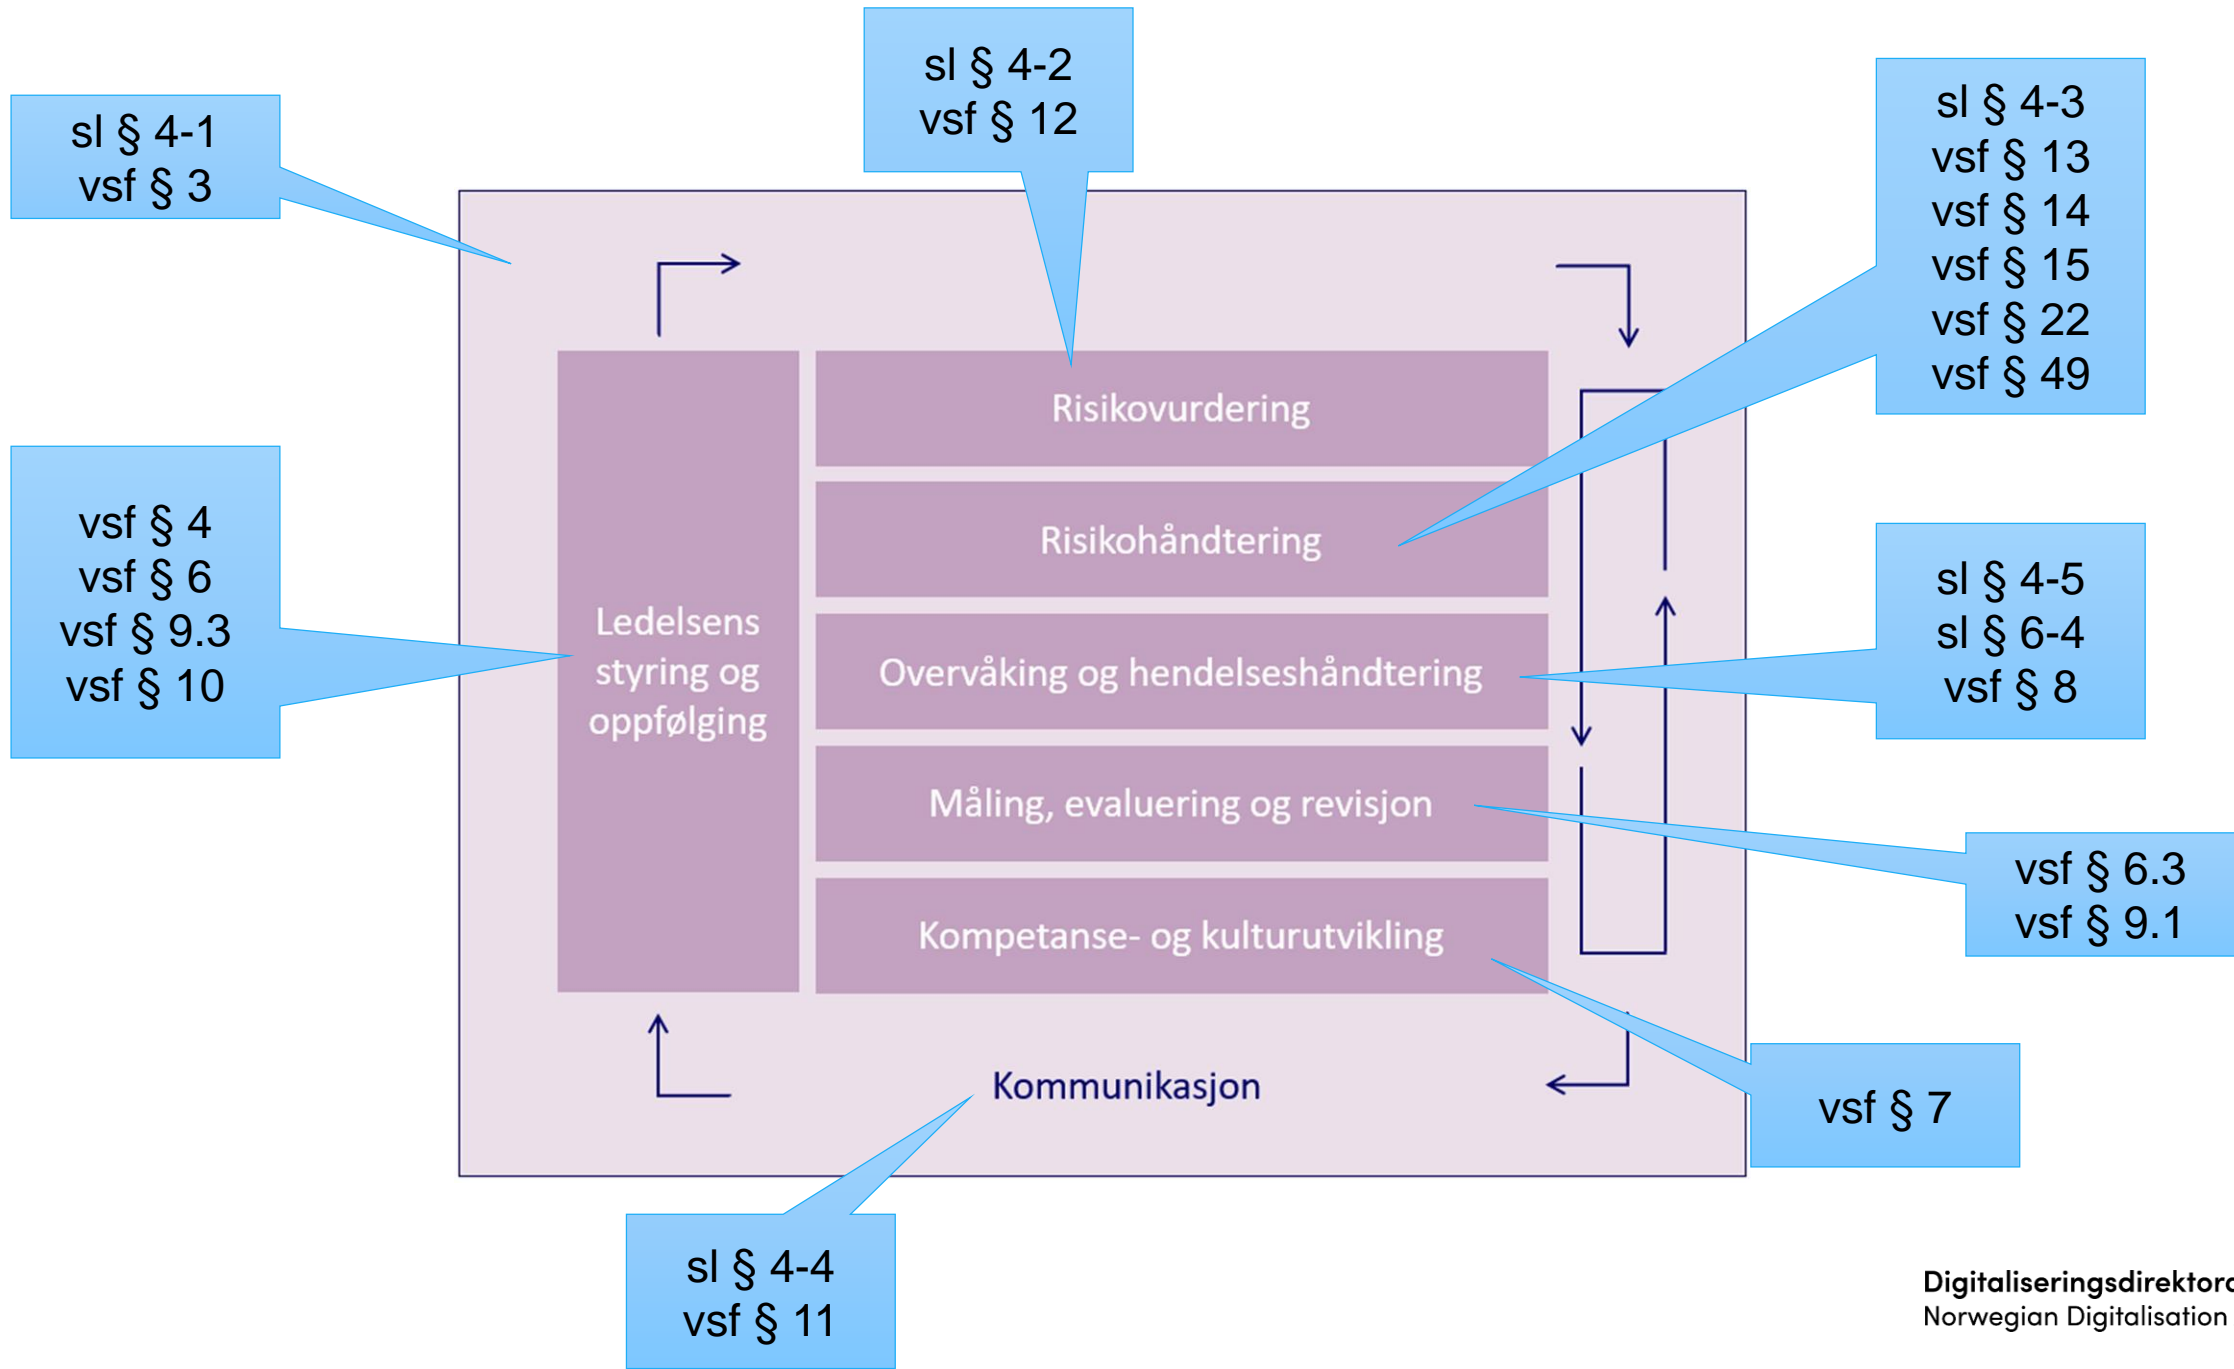 sl § 4-2
vsf § 12
sl § 4-1
vsf § 3
sl § 4-3
vsf § 13
vsf § 14
vsf § 15
vsf § 22
vsf § 49
Risikovurdering
Risikohåndtering
vsf § 4
vsf § 6
vsf § 9.3
vsf § 10
Ledelsens
styring og
oppfølging
Overvåking og hendelseshåndtering
sl § 4-5
sl § 6-4
vsf § 8
Måling, evaluering og revisjon
vsf § 6.3
vsf § 9.1
Kompetanse- og kulturutvikling
vsf § 7
Kommunikasjon
sl § 4-4
vsf § 11
Norwegian Digitalisation